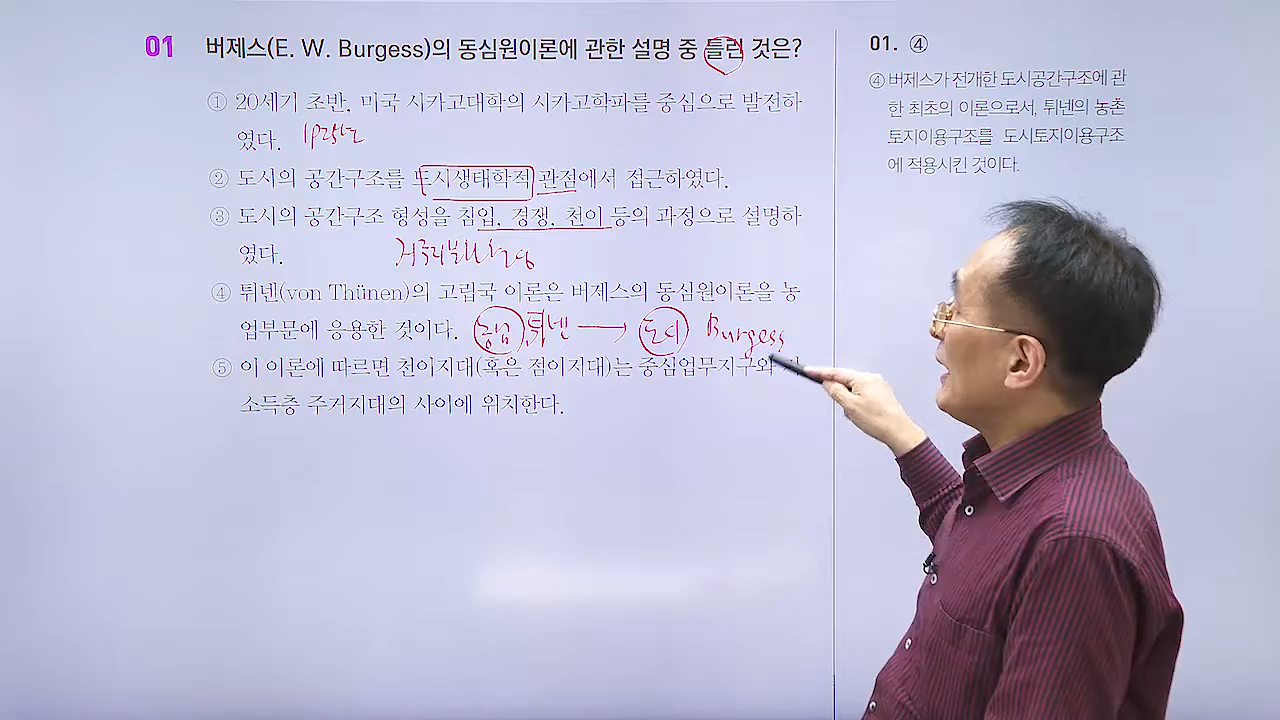 01 버제스(E. W. Burgess)의 동심원이론에 관한 설명 중 틀린 것은?
① 20세기 초반, 미국 시카고대학의 시카고학파를 중심으로 발전하
였다. 1925년
② 도시의 공간구조를 도시생태학적 관점에서 접근하였다.
③ 도시의 공간구조 형성을 침입, 경쟁, 천이 등의 과정으로 설명하
였다.
④ 튀넨(von Thünen)의 고립국 이론은 버제스의 동심원이론을 농
업부문에 응용한 것이다. 농업, 튀넨 → 도시 Burgess
⑤ 이 이론에 따르면 천이지대(혹은 점이지대)는 중심업무지구와
소득층 주거지대의 사이에 위치한다.
01. ④
④ 버제스가 전개한 도시공간구조에 관
한 최초의 이론으로서, 튀넨의 농촌
토지이용구조를 도시토지이용구조
에 적용시킨 것이다.